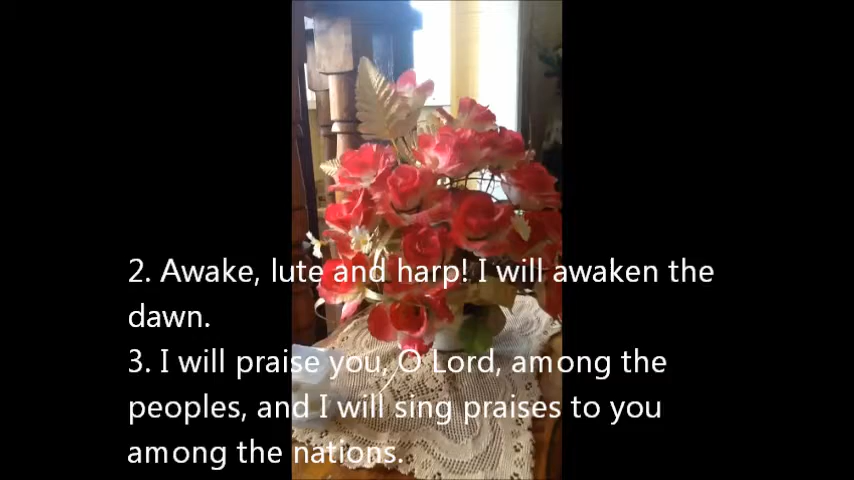 2. Awake, lute and harp! I will awaken the
dawn.
3. I will praise you, O Lord, among the
peoples, and I will sing praises to you
among the nations.